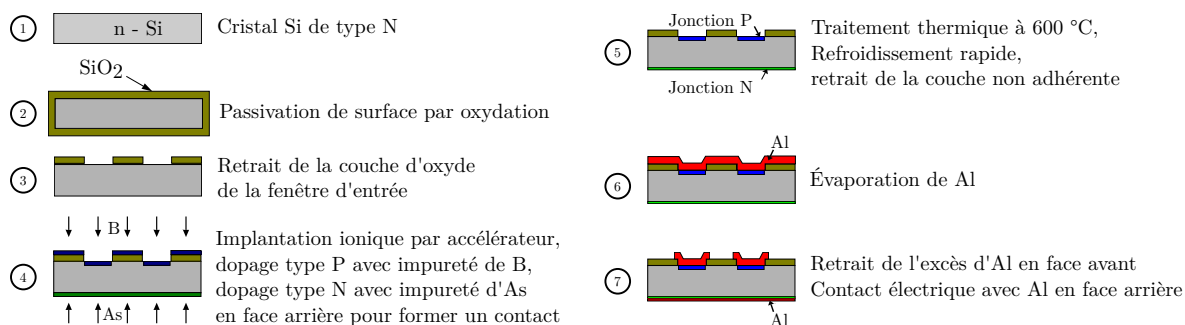 1
n - Si
Cristal Si de type N
SiO2
2
Passivation de surface par oxydation
3
Retrait de la couche d'oxyde
de la fenêtre d'entrée
B
4
Implantation ionique par accélérateur,
dopage type P avec impureté de B,
dopage type N avec impureté d'As
en face arrière pour former un contact
As
Jonction P
5
Traitement thermique à 600 °C,
Refroidissement rapide,
retrait de la couche non adhérente
Jonction N
Al
6
Évaporation de Al
7
Retrait de l'excès d'Al en face avant
Contact électrique avec Al en face arrière
Al